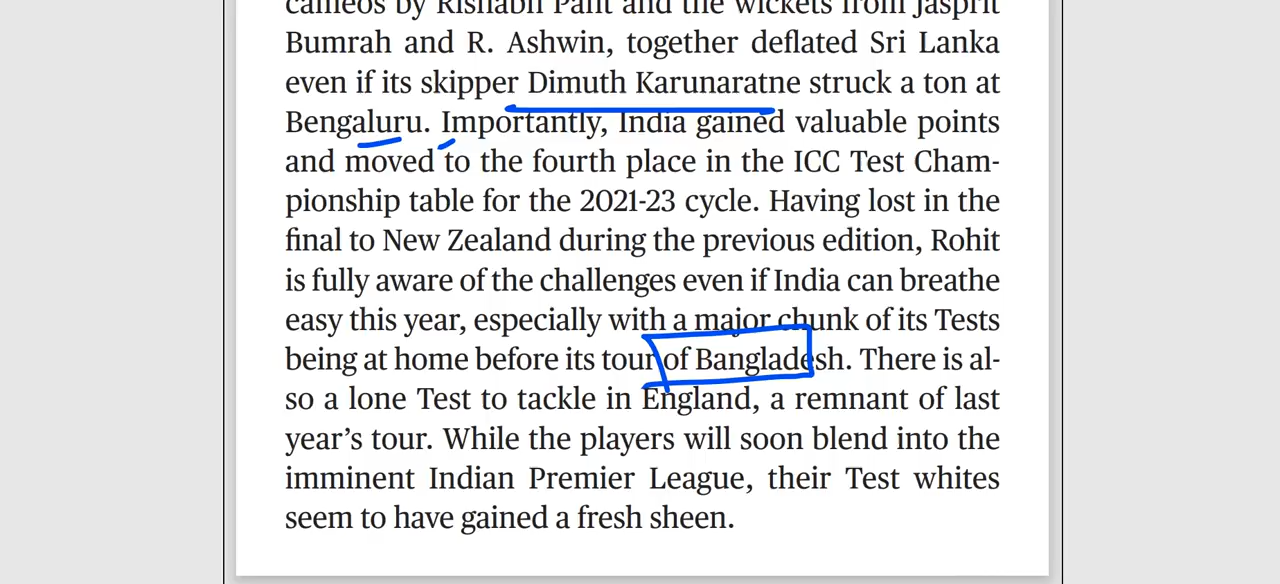 cameos by Rishabh Pant and the wickets from Jasprit
Bumrah and R. Ashwin, together deflated Sri Lanka
even if its skipper Dimuth Karunaratne struck a ton at
Bengaluru. Importantly, India gained valuable points
and moved to the fourth place in the ICC Test Cham-
pionship table for the 2021-23 cycle. Having lost in the
final to New Zealand during the previous edition, Rohit
is fully aware of the challenges even if India can breathe
easy this year, especially with a major chunk of its Tests
being at home before its tour of Bangladesh. There is al-
so a lone Test to tackle in England, a remnant of last
year’s tour. While the players will soon blend into the
imminent Indian Premier League, their Test whites
seem to have gained a fresh sheen.